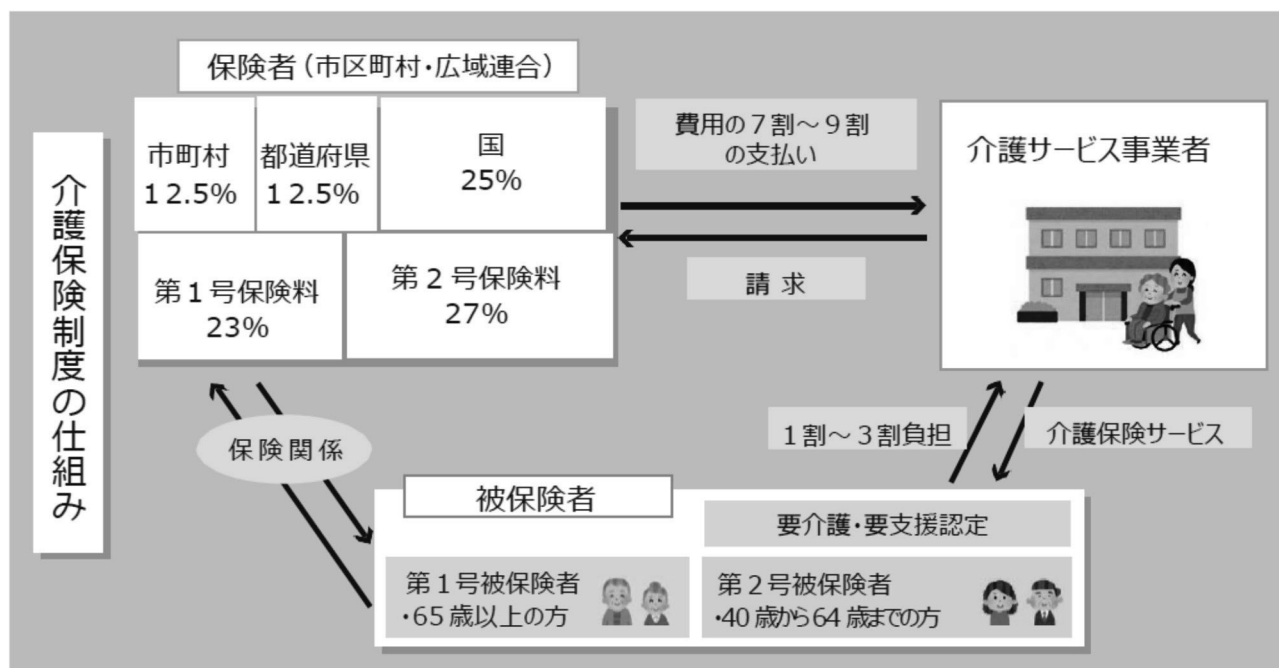 介護保険制度の仕組み
保険者（市区町村・広域連合）
市町村
12.5%
都道府県
12.5%
国
25%
第１号保険料
23%
第２号保険料
27%
費用の７割～９割
の支払い
請求
介護サービス事業者
保険関係
１割～３割負担
介護保険サービス
被保険者
要介護・要支援認定
第１号被保険者
・65歳以上の方
第２号被保険者
・40歳から64歳までの方